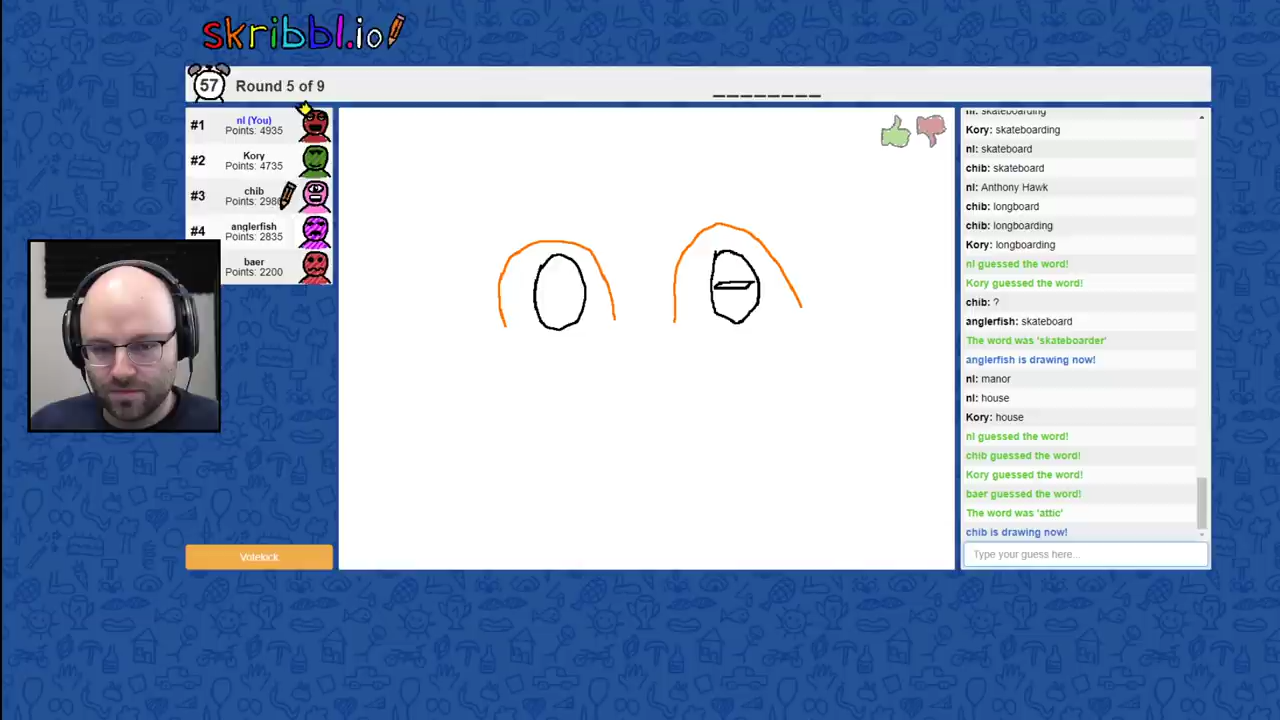 skribbl.io
57
Round 5 of 9
________
#1
nl (You)
Points: 4935
#2
Kory
Points: 4735
#3
chib
#4
anglerfish
Points: 2835
baer
Points: 2200
Votekick
nl: skateboarding
Kory: skateboarding
nl: skateboard
chib: skateboard
nl: Anthony Hawk
chib: longboard
chib: longboarding
Kory: longboarding
nl guessed the word!
Kory guessed the word!
chib: ?
anglerfish: skateboard
The word was 'skateboarder'
anglerfish is drawing now!
nl: manor
nl: house
Kory: house
nl guessed the word!
chib guessed the word!
Kory guessed the word!
baer guessed the word!
The word was 'attic'
chib is drawing now!
Type your guess here...